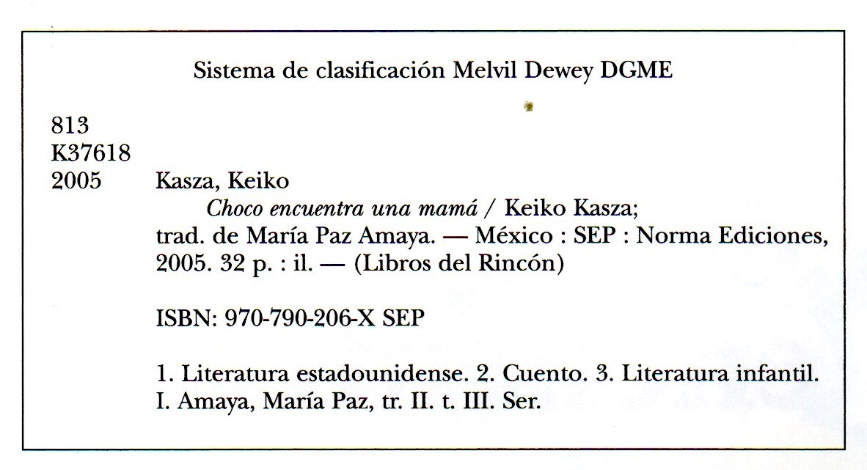 Sistema de clasificación Melvil Dewey DGME
813
K37618
2005 Kasza, Keiko
Choco encuentra una mamá / Keiko Kasza;
trad. de María Paz Amaya. — México : SEP : Norma Ediciones,
2005. 32 p. : il. — (Libros del Rincón)
ISBN: 970-790-206-X SEP
1. Literatura estadounidense. 2. Cuento. 3. Literatura infantil.
I. Amaya, María Paz, tr. II. t. III. Ser.